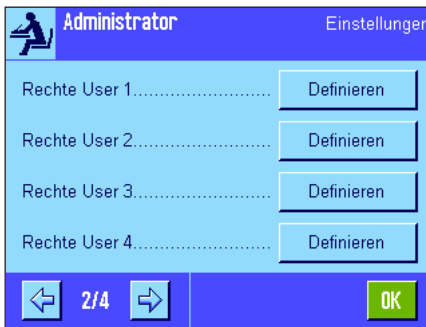 Administrator Einstellungen
Rechte User 1.......................... Definieren
Rechte User 2.......................... Definieren
Rechte User 3.......................... Definieren
Rechte User 4.......................... Definieren
2/4 OK